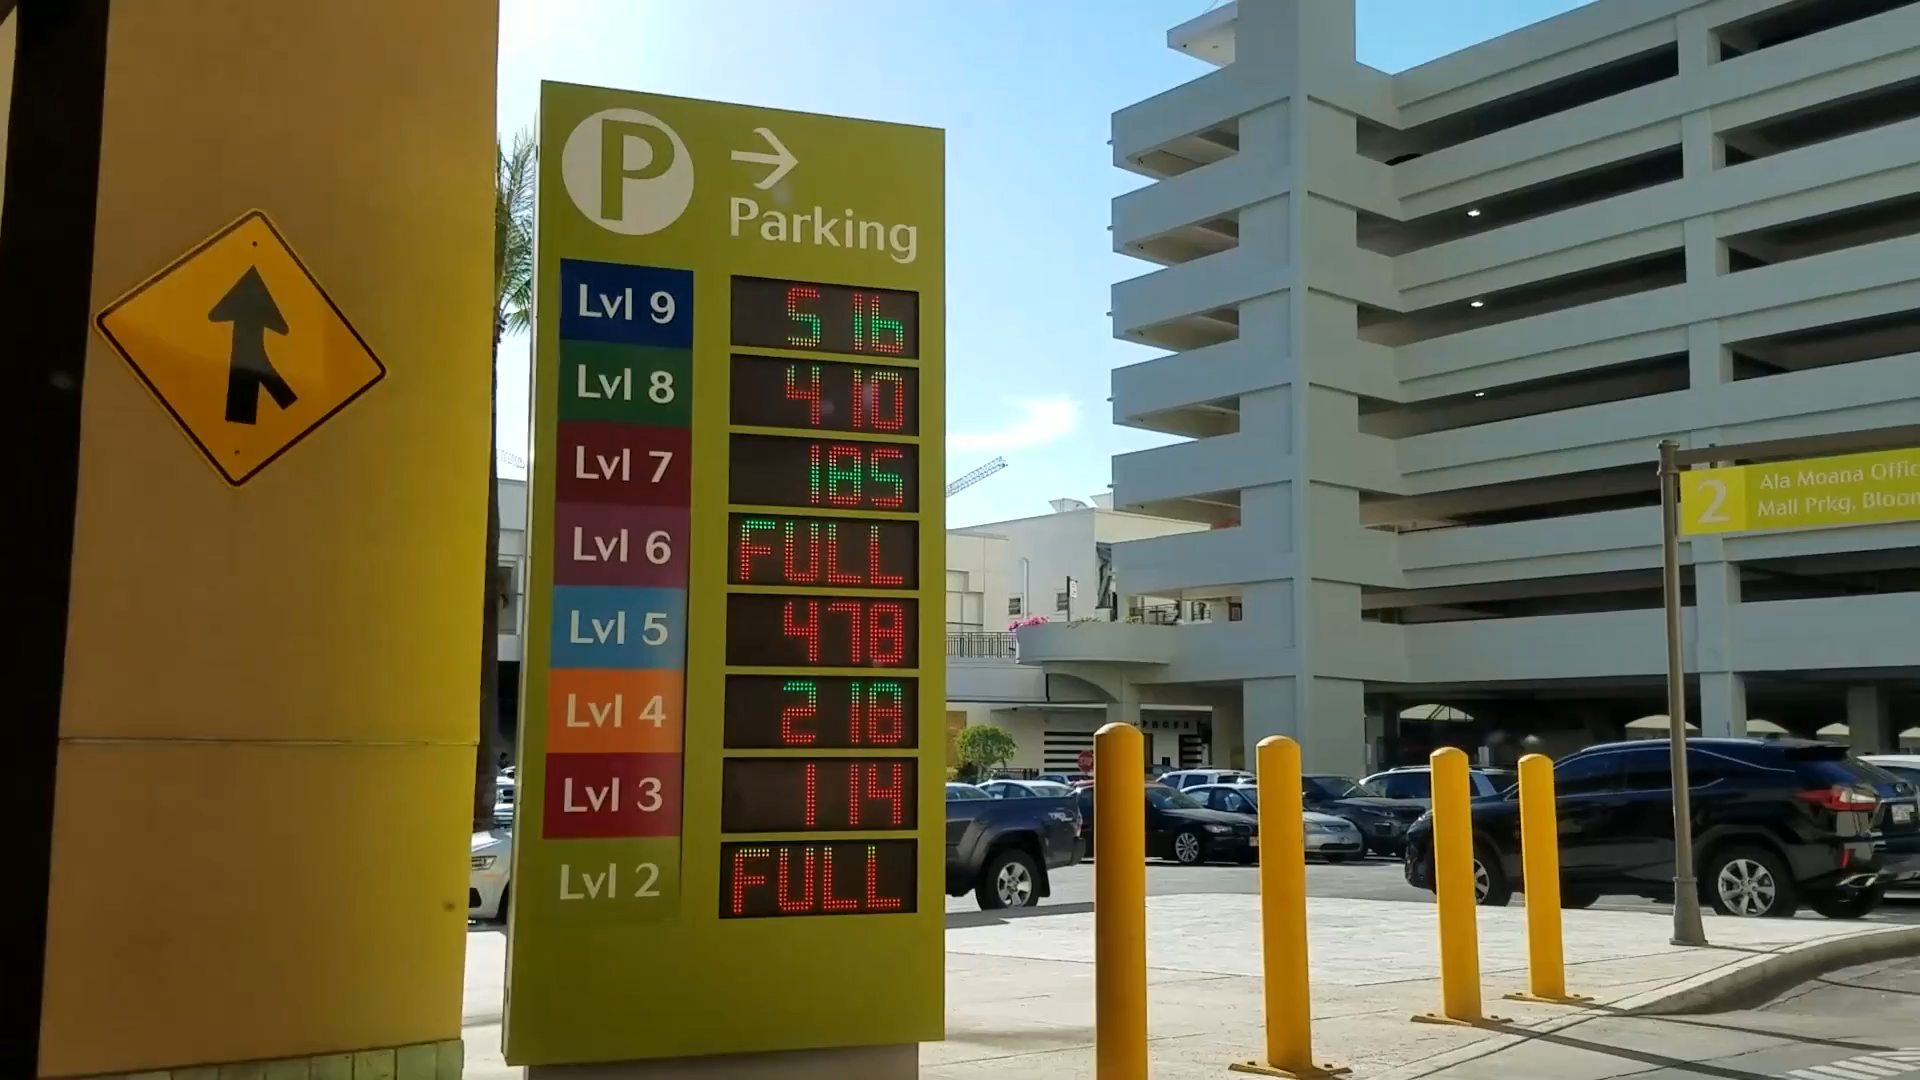 P
→
Parking
Lvl 9 516
Lvl 8 410
Lvl 7 185
Lvl 6 FULL
Lvl 5 478
Lvl 4 218
Lvl 3 114
Lvl 2 FULL
2 Ala Moana Offic
Mall Prkg, Bloom